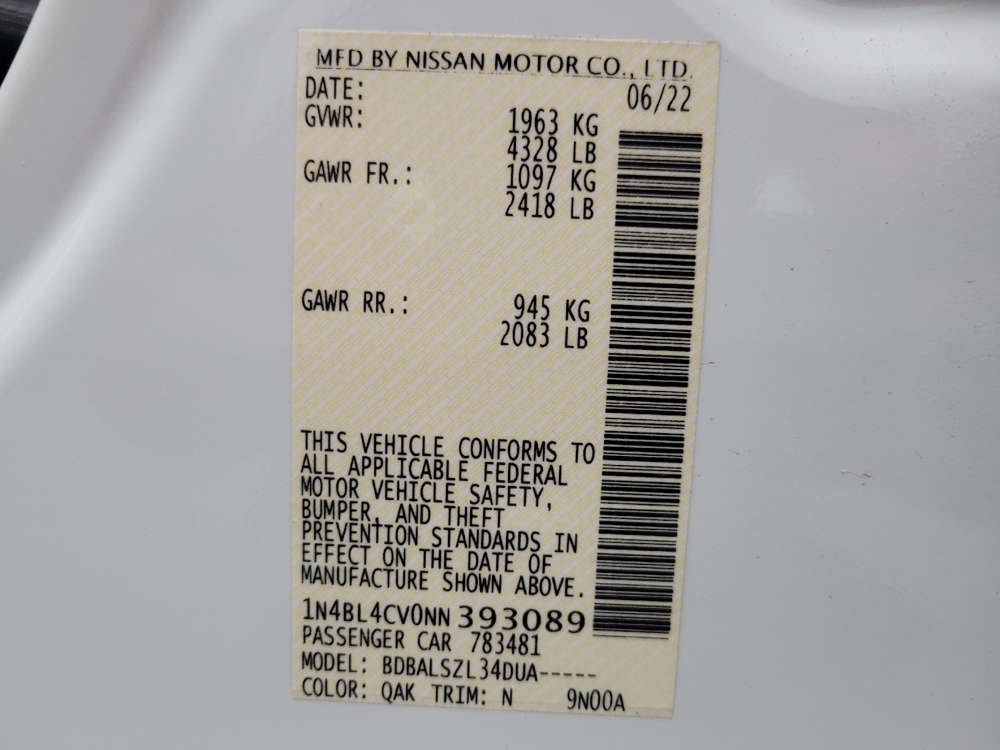 MFD BY NISSAN MOTOR CO., LTD.
DATE: 06/22
GVWR: 1963 KG
4328 LB
GAWR FR.: 1097 KG
2418 LB
GAWR RR.: 945 KG
2083 LB
THIS VEHICLE CONFORMS TO
ALL APPLICABLE FEDERAL
MOTOR VEHICLE SAFETY,
BUMPER, AND THEFT
PREVENTION STANDARDS IN
EFFECT ON THE DATE OF
MANUFACTURE SHOWN ABOVE.
1N4BL4CV0NN 393089
PASSENGER CAR 783481
MODEL: BDBALSZL34DUA-----
COLOR: QAK TRIM: N 9N00A